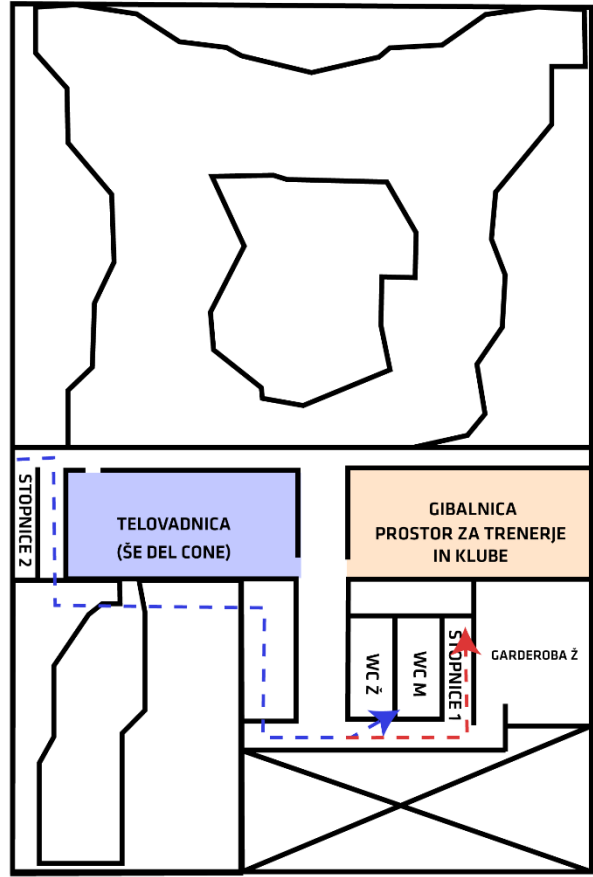 STOPNICE 2
TELOVADNICA
(ŠE DEL CONE)
GIBALNICA
PROSTOR ZA TRENERJE
IN KLUBE
WC Ž
WC M
STOPNICE 1
GARDEROBA Ž